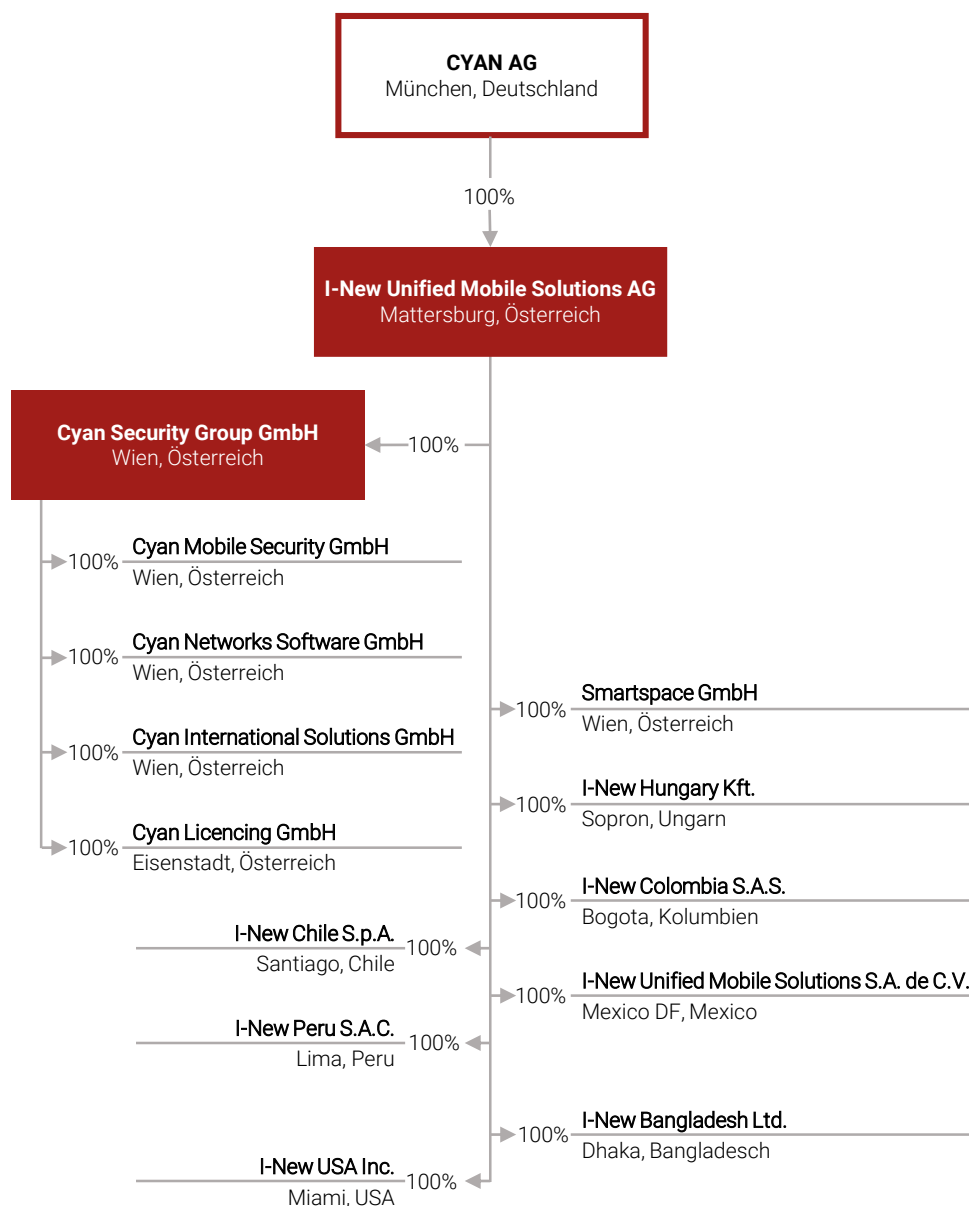 CYAN AG
München, Deutschland
100%
I-New Unified Mobile Solutions AG
Mattersburg, Österreich
Cyan Security Group GmbH
Wien, Österreich
100%
100%
Cyan Mobile Security GmbH
Wien, Österreich
100%
Cyan Networks Software GmbH
Wien, Österreich
100%
Cyan International Solutions GmbH
Wien, Österreich
100%
Cyan Licencing GmbH
Eisenstadt, Österreich
100%
Smartspace GmbH
Wien, Österreich
100%
I-New Hungary Kft.
Sopron, Ungarn
100%
I-New Colombia S.A.S.
Bogota, Kolumbien
I-New Chile S.p.A.
100%
Santiago, Chile
100%
I-New Unified Mobile Solutions S.A. de C.V.
Mexico DF, Mexico
I-New Peru S.A.C.
100%
Lima, Peru
100%
I-New Bangladesh Ltd.
Dhaka, Bangladesch
I-New USA Inc.
100%
Miami, USA